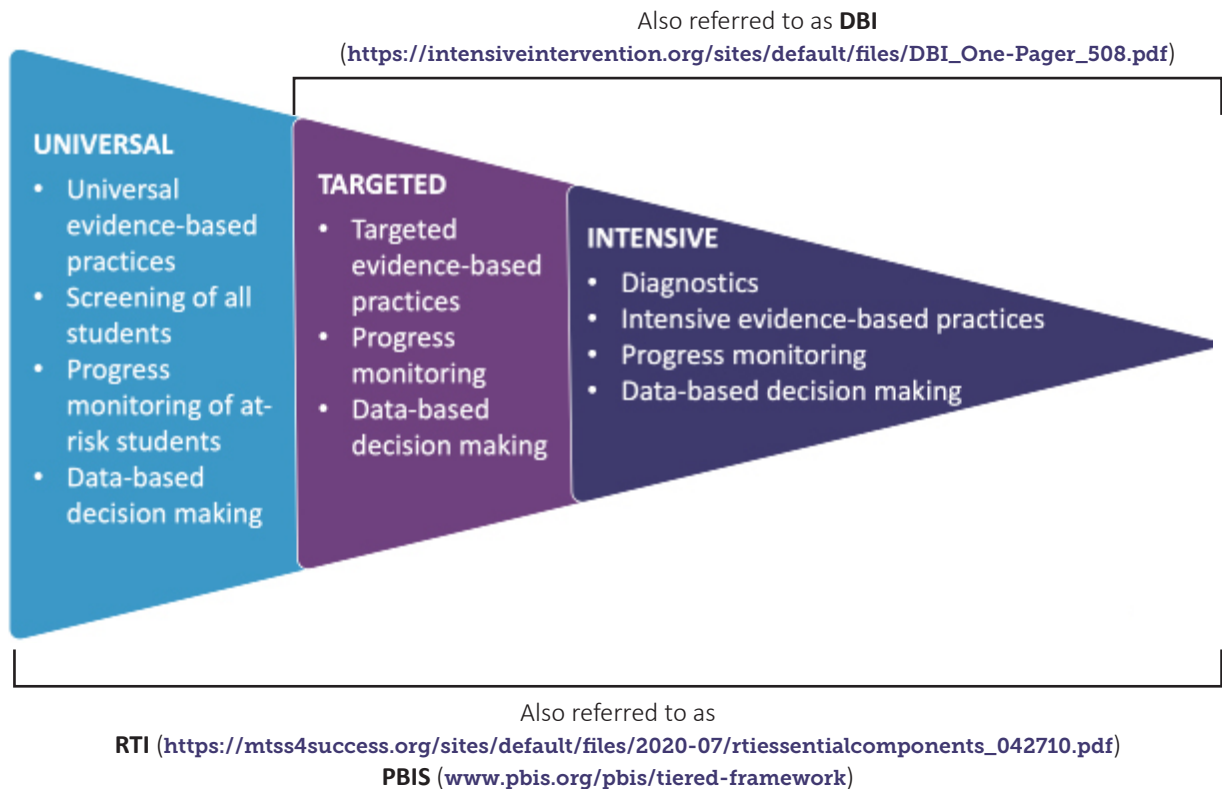 Also referred to as DBI
(https://intensiveintervention.org/sites/default/files/DBI_One-Pager_508.pdf)
UNIVERSAL
• Universal
evidence-based
practices
• Screening of all
students
• Progress
monitoring of at-
risk students
• Data-based
decision making
TARGETED
• Targeted
evidence-based
practices
• Progress
monitoring
• Data-based
decision making
INTENSIVE
• Diagnostics
• Intensive evidence-based practices
• Progress monitoring
• Data-based decision making
Also referred to as
RTI (https://mtss4success.org/sites/default/files/2020-07/rtiessentialcomponents_042710.pdf)
PBIS (www.pbis.org/pbis/tiered-framework)